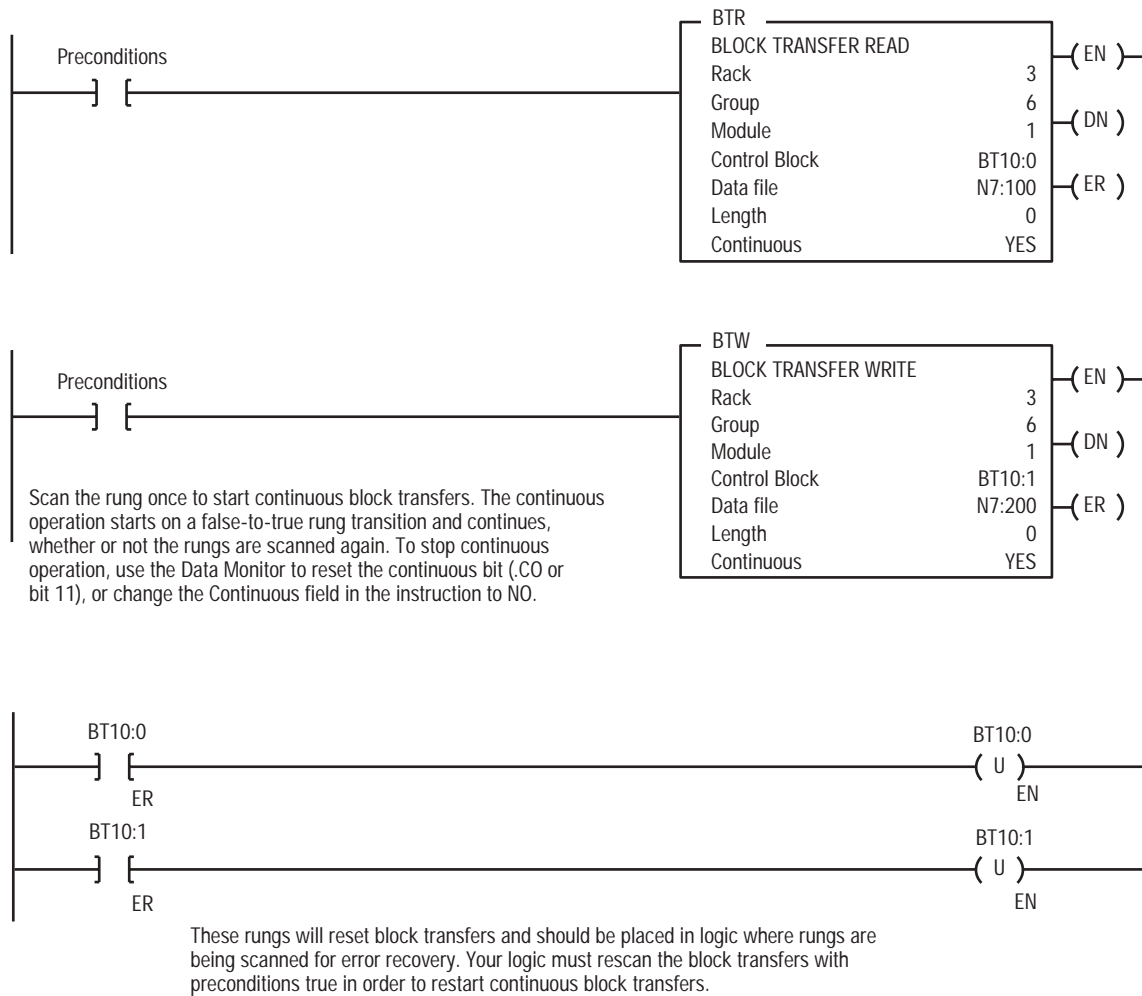 BTR
BLOCK TRANSFER READ
Preconditions
EN
Rack 3
Group 6
Module 1
DN
Control Block BT10:0
Data file N7:100
ER
Length 0
Continuous YES
BTW
BLOCK TRANSFER WRITE
Preconditions
EN
Rack 3
Group 6
Module 1
DN
Control Block BT10:1
Data file N7:200
ER
Length 0
Continuous YES
Scan the rung once to start continuous block transfers. The continuous
operation starts on a false-to-true rung transition and continues,
whether or not the rungs are scanned again. To stop continuous
operation, use the Data Monitor to reset the continuous bit (.CO or
bit 11), or change the Continuous field in the instruction to NO.
BT10:0
BT10:0
U
ER
EN
BT10:1
BT10:1
U
ER
EN
These rungs will reset block transfers and should be placed in logic where rungs are
being scanned for error recovery. Your logic must rescan the block transfers with
preconditions true in order to restart continuous block transfers.